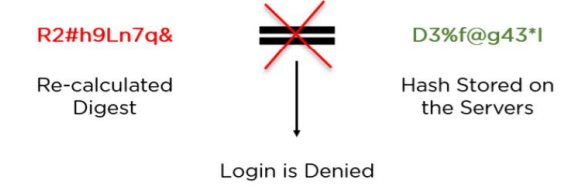 R2#h9Ln7q&
D3%f@g43*l
Re-calculated
Digest
Hash Stored on
the Servers
Login is Denied